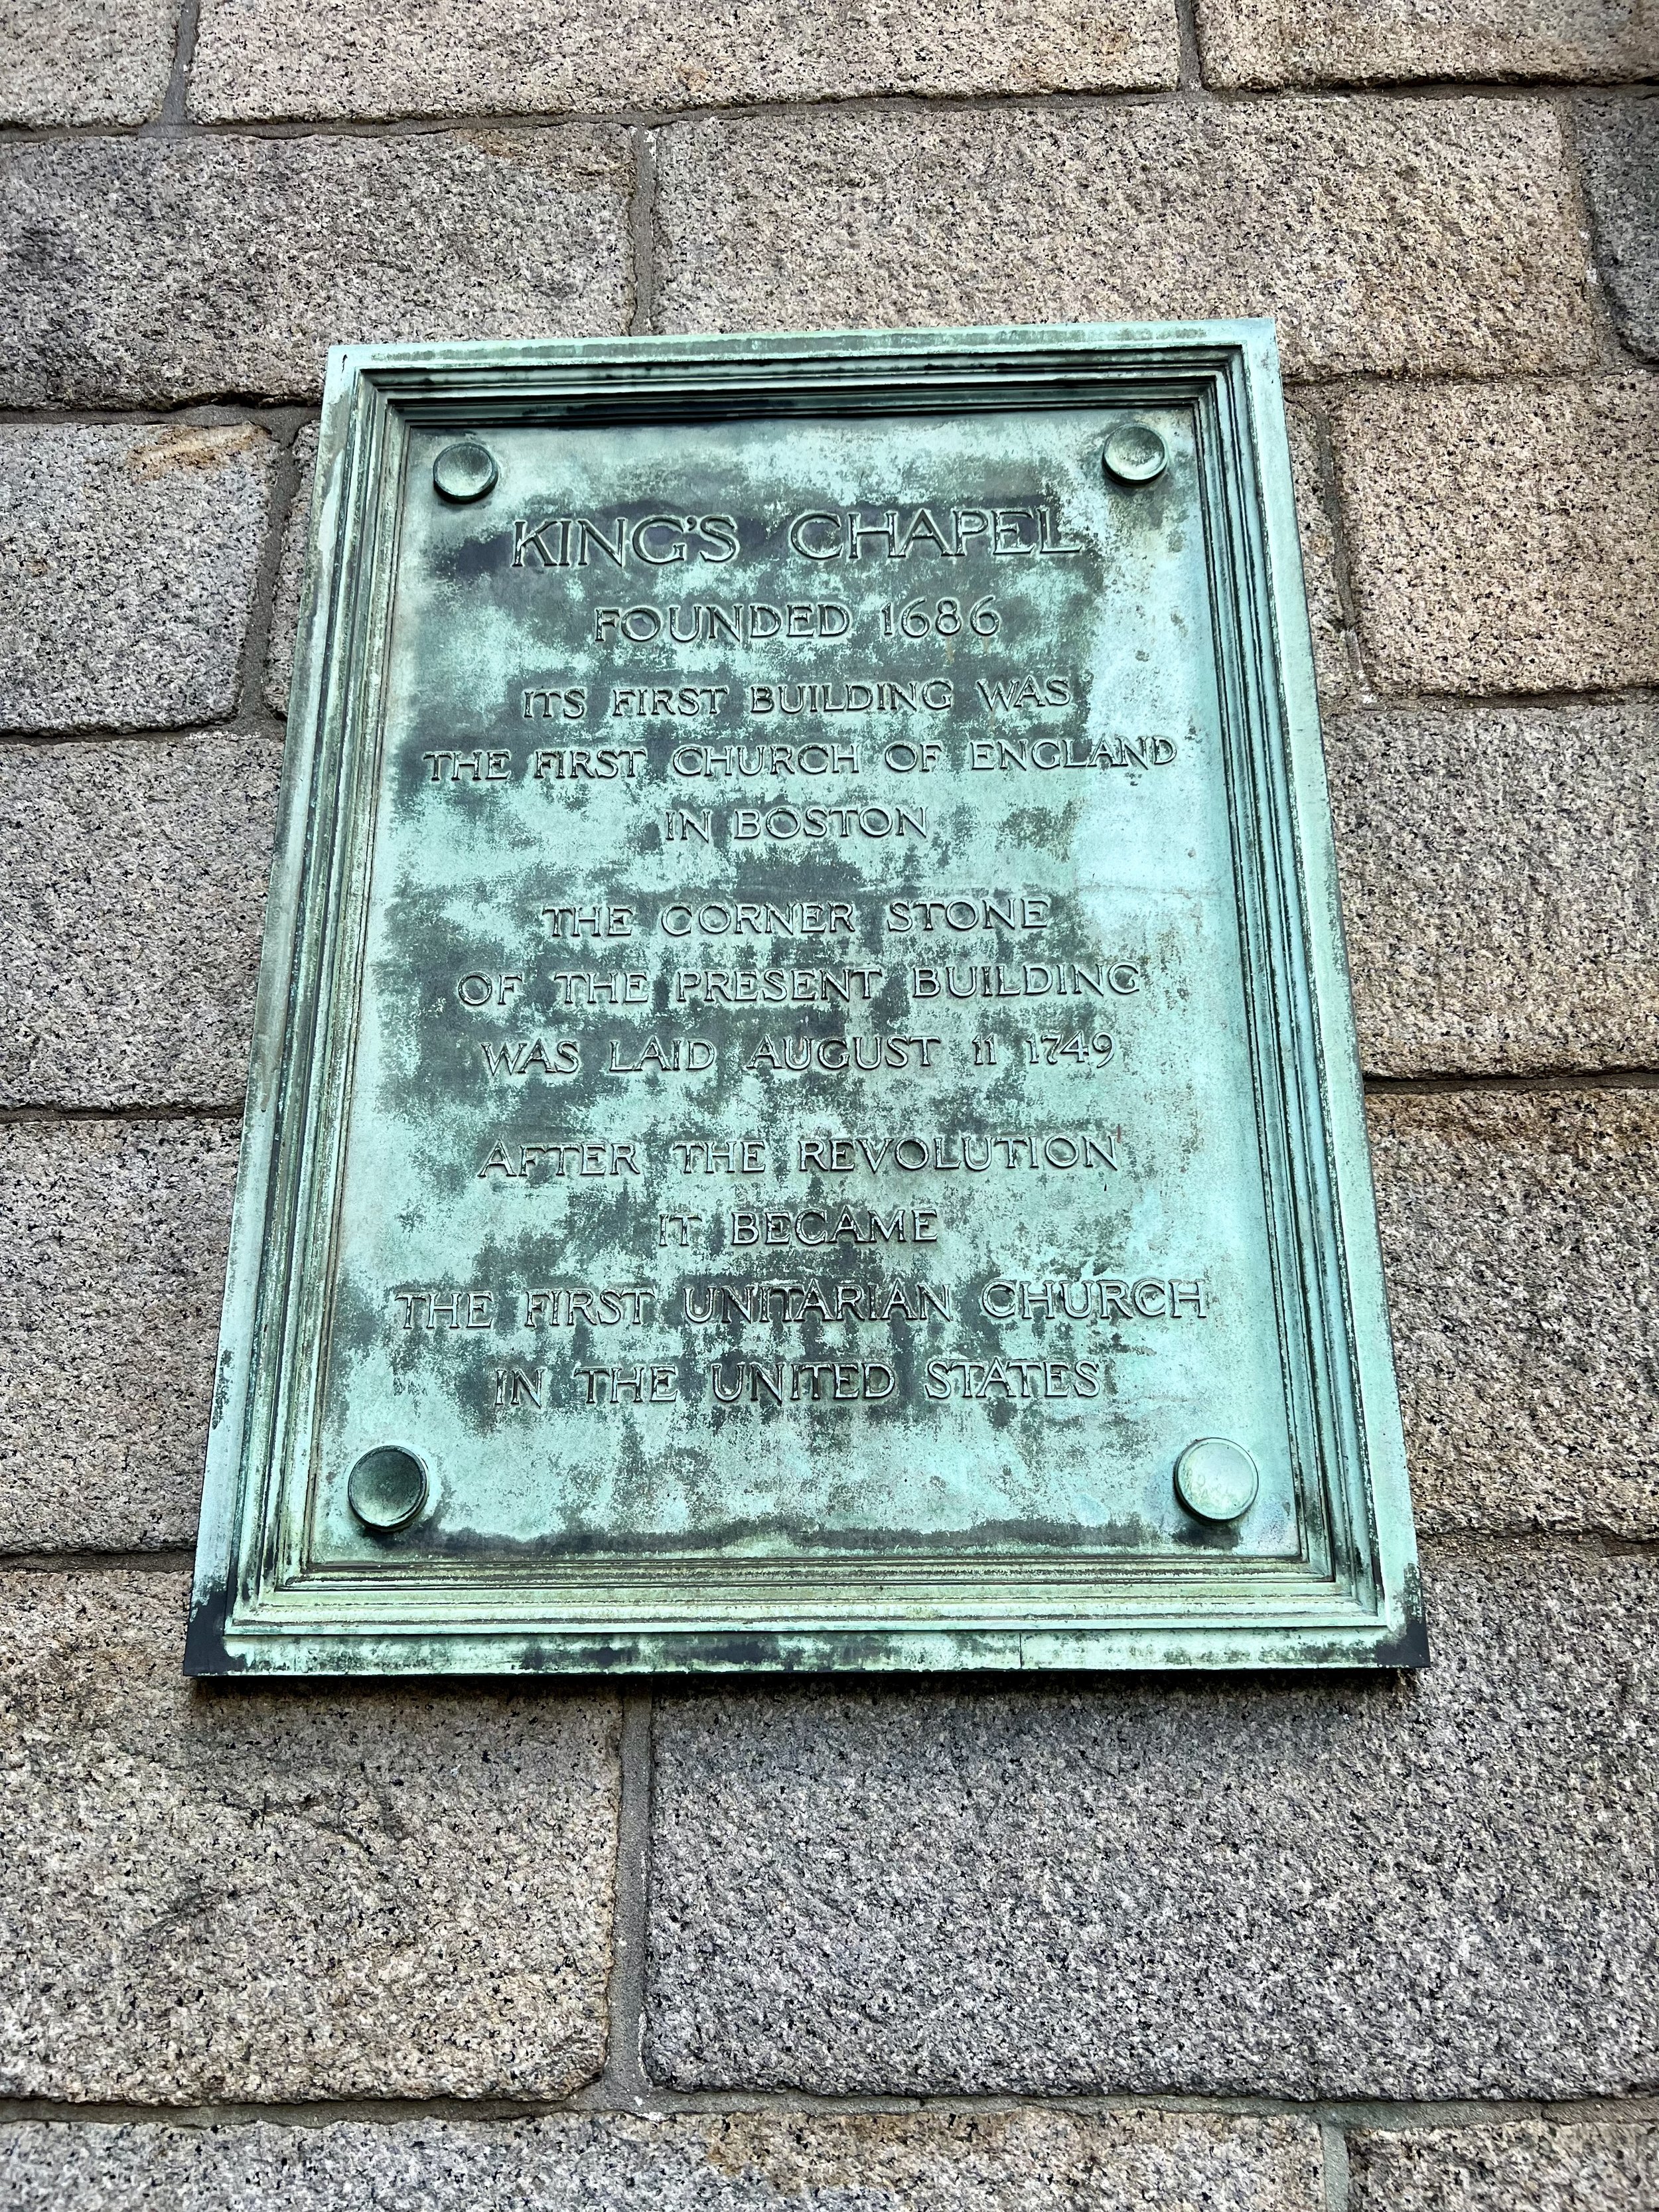 KING'S CHAPEL
FOUNDED 1686
ITS FIRST BUILDING WAS
THE FIRST CHURCH OF ENGLAND
IN BOSTON
THE CORNER STONE
OF THE PRESENT BUILDING
WAS LAID AUGUST 11 1749
AFTER THE REVOLUTION
IT BECAME
THE FIRST UNITARIAN CHURCH
IN THE UNITED STATES